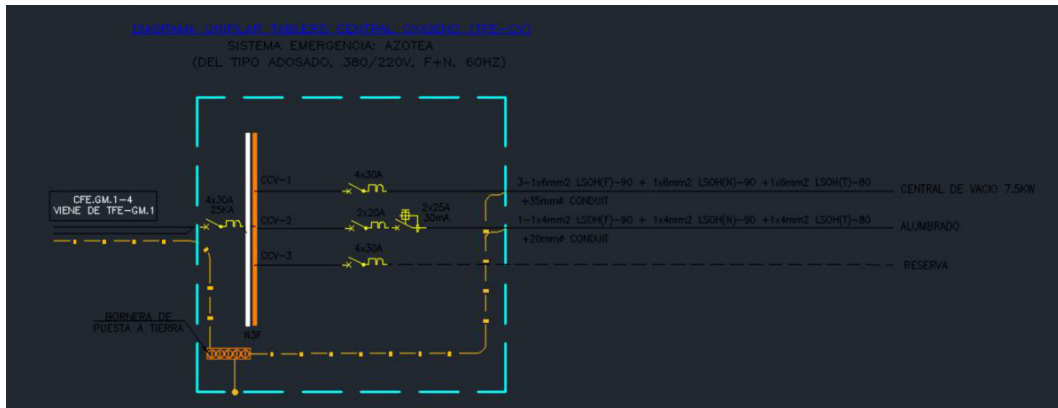 DIAGRAMA UNIFILAR TABLERO CENTRAL OXIGENO (TFE-CV)
SISTEMA EMERGENCIA: AZOTEA
(DEL TIPO ADOSADO, 380/220V, F+N, 60HZ)
CFE.GM.1-4
VIENE DE TFE-GM.1
4x30A
25KA
CCV-1
4x30A
3-1x6mm2 LSOH(F)-90 + 1x6mm2 LSOH(N)-90 +1x6mm2 LSOH(T)-80
+35mmø CONDUIT
CENTRAL DE VACIO 7.5KW
CCV-2
2x20A
2x25A
30mA
1-1x4mm2 LSOH(F)-90 + 1x4mm2 LSOH(N)-90 +1x4mm2 LSOH(T)-80
+20mmø CONDUIT
ALUMBRADO
CCV-3
4x30A
RESERVA
BORNERA DE
PUESTA A TIERRA
N3F